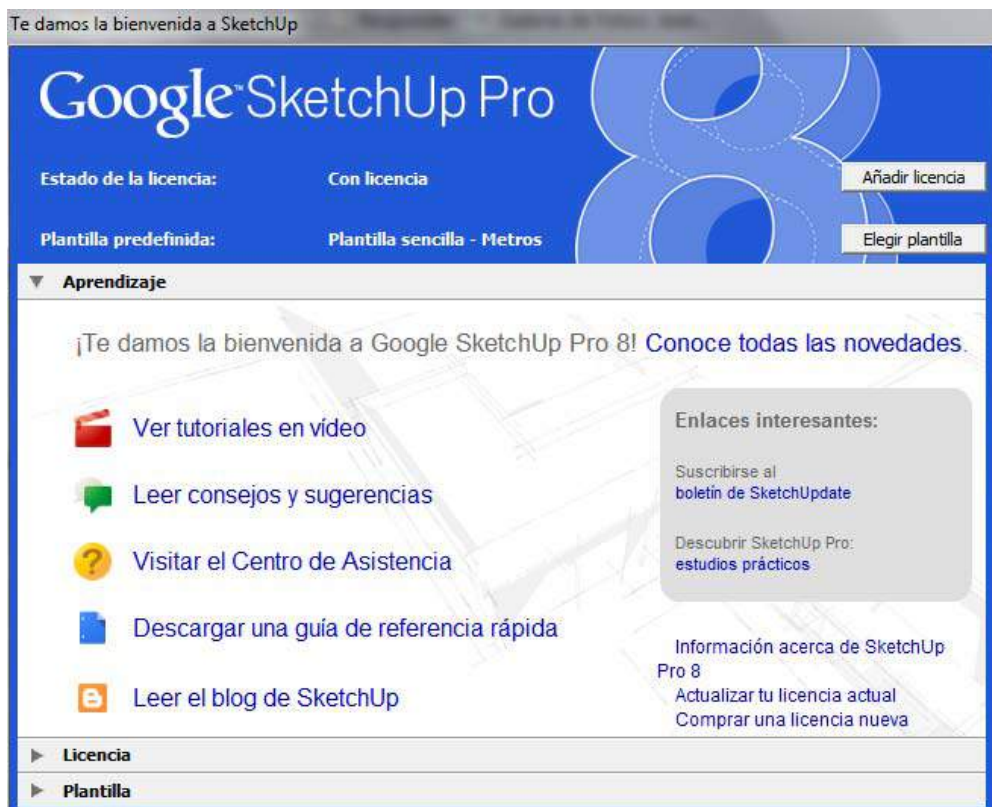 Te damos la bienvenida a SketchUp
Google™ SketchUp Pro
8
Estado de la licencia: Con licencia Añadir licencia
Plantilla predefinida: Plantilla sencilla - Metros Elegir plantilla
Aprendizaje
¡Te damos la bienvenida a Google SketchUp Pro 8! Conoce todas las novedades.
Ver tutoriales en vídeo
Leer consejos y sugerencias
Visitar el Centro de Asistencia
Descargar una guía de referencia rápida
Leer el blog de SketchUp
Enlaces interesantes:
Suscribirse al
boletín de SketchUpdate
Descubrir SketchUp Pro:
estudios prácticos
Información acerca de SketchUp
Pro 8
Actualizar tu licencia actual
Comprar una licencia nueva
Licencia
Plantilla